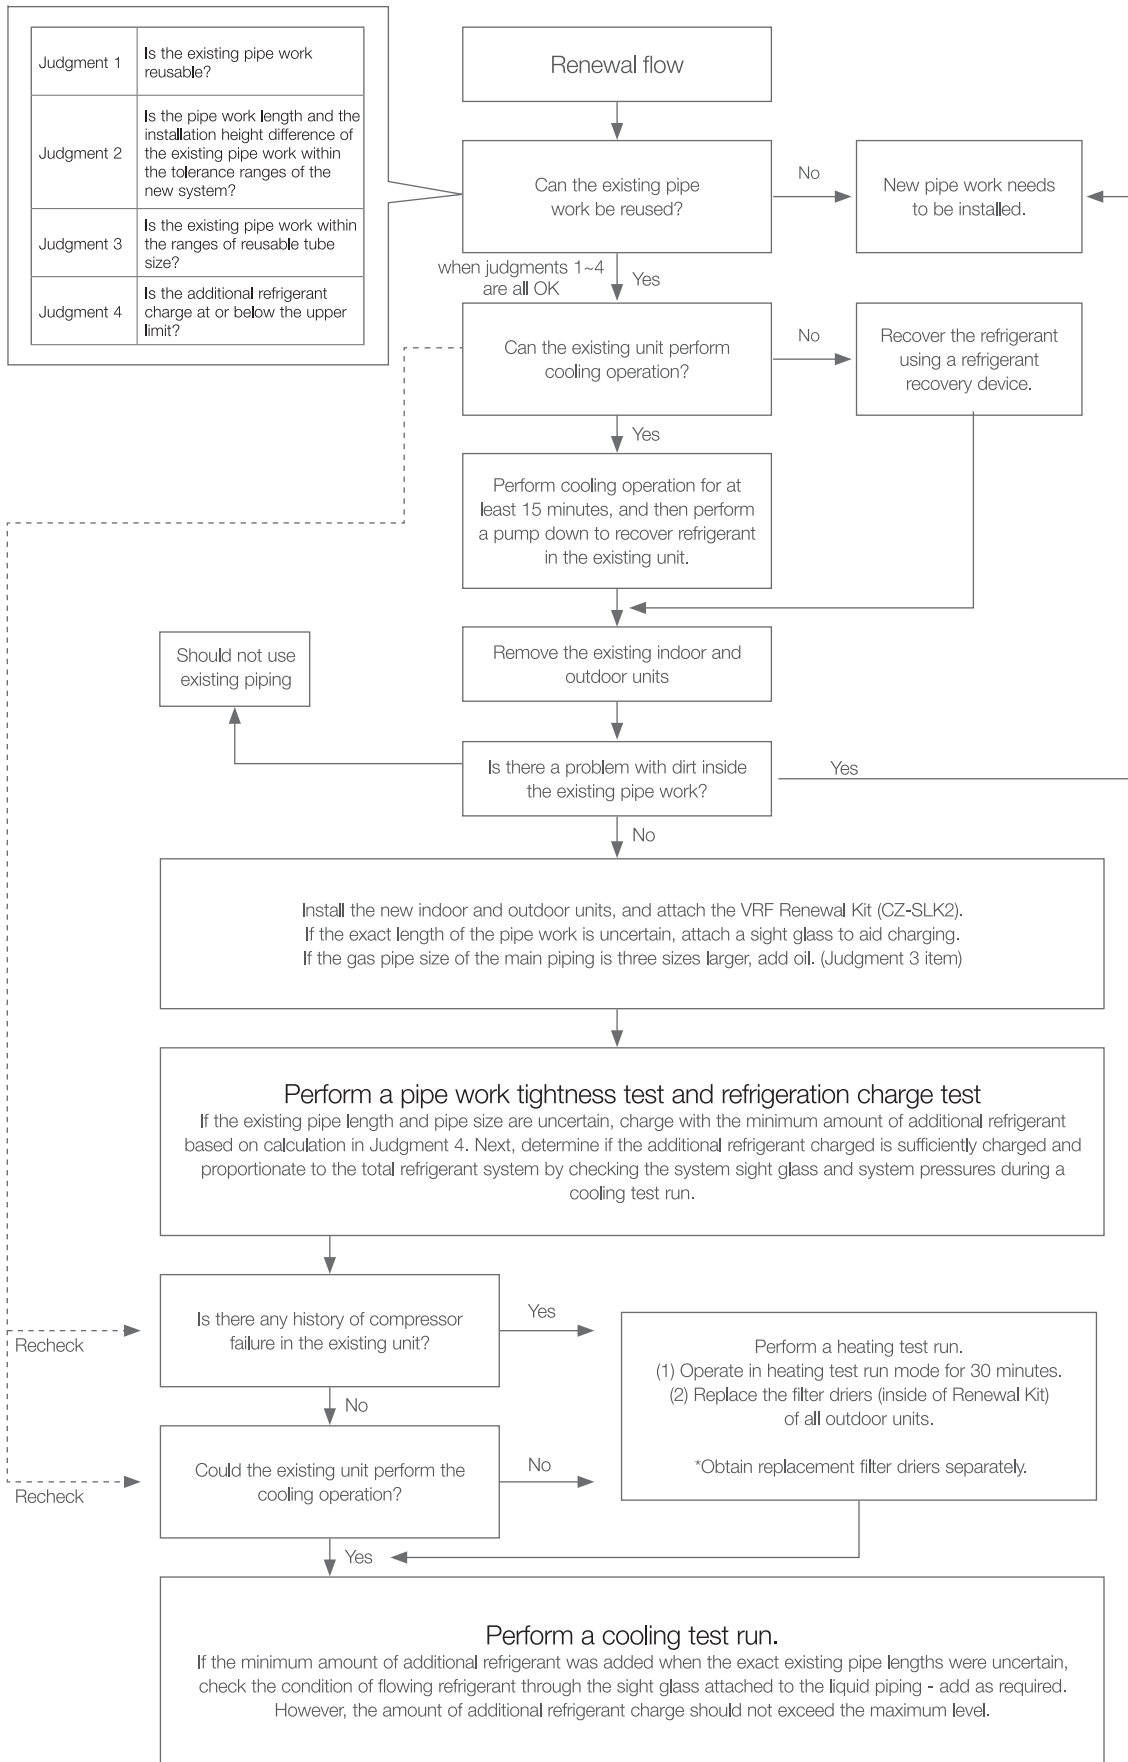 Judgment 1
Is the existing pipe work
reusable?
Judgment 2
Is the pipe work length and the
installation height difference of
the existing pipe work within
the tolerance ranges of the
new system?
Judgment 3
Is the existing pipe work within
the ranges of reusable tube
size?
Judgment 4
Is the additional refrigerant
charge at or below the upper
limit?
Renewal flow
Can the existing pipe
work be reused?
No
New pipe work needs
to be installed.
when judgments 1~4
are all OK
Yes
Can the existing unit perform
cooling operation?
No
Recover the refrigerant
using a refrigerant
recovery device.
Yes
Perform cooling operation for at
least 15 minutes, and then perform
a pump down to recover refrigerant
in the existing unit.
Remove the existing indoor and
outdoor units
Should not use
existing piping
Is there a problem with dirt inside
the existing pipe work?
Yes
No
Install the new indoor and outdoor units, and attach the VRF Renewal Kit (CZ-SLK2).
If the exact length of the pipe work is uncertain, attach a sight glass to aid charging.
If the gas pipe size of the main piping is three sizes larger, add oil. (Judgment 3 item)
Perform a pipe work tightness test and refrigeration charge test
If the existing pipe length and pipe size are uncertain, charge with the minimum amount of additional refrigerant
based on calculation in Judgment 4. Next, determine if the additional refrigerant charged is sufficiently charged and
proportionate to the total refrigerant system by checking the system sight glass and system pressures during a
cooling test run.
Is there any history of compressor
failure in the existing unit?
Yes
Recheck
No
Perform a heating test run.
(1) Operate in heating test run mode for 30 minutes.
(2) Replace the filter driers (inside of Renewal Kit)
of all outdoor units.
*Obtain replacement filter driers separately.
Could the existing unit perform the
cooling operation?
No
Recheck
Yes
Perform a cooling test run.
If the minimum amount of additional refrigerant was added when the exact existing pipe lengths were uncertain,
check the condition of flowing refrigerant through the sight glass attached to the liquid piping - add as required.
However, the amount of additional refrigerant charge should not exceed the maximum level.